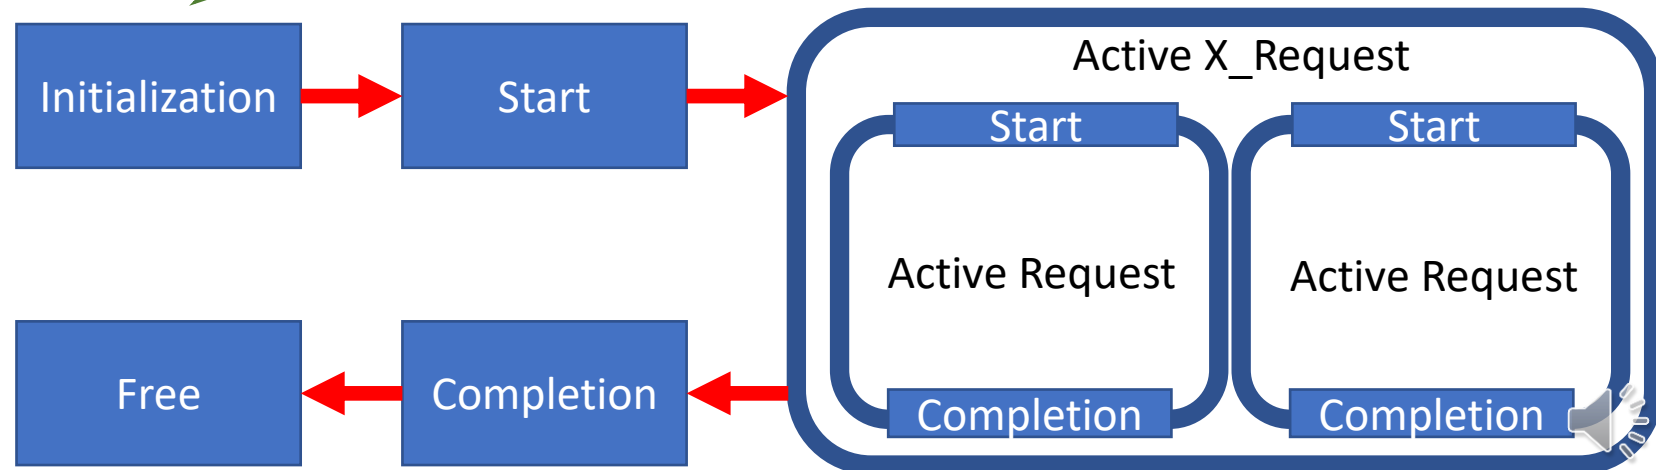 Initialization
Start
Active X_Request
Start
Active Request
Completion
Start
Active Request
Completion
Completion
Free